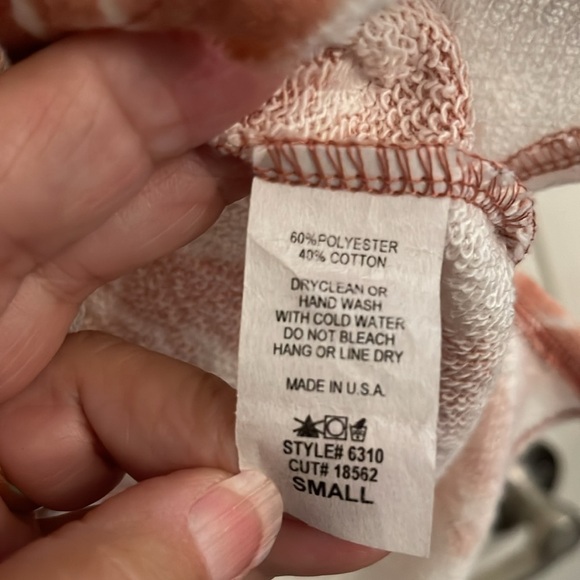 60%POLYESTER
40% COTTON
DRYCLEAN OR
HAND WASH
WITH COLD WATER
DO NOT BLEACH
HANG OR LINE DRY
MADE IN U.S.A.
STYLE# 6310
CUT# 18562
SMALL